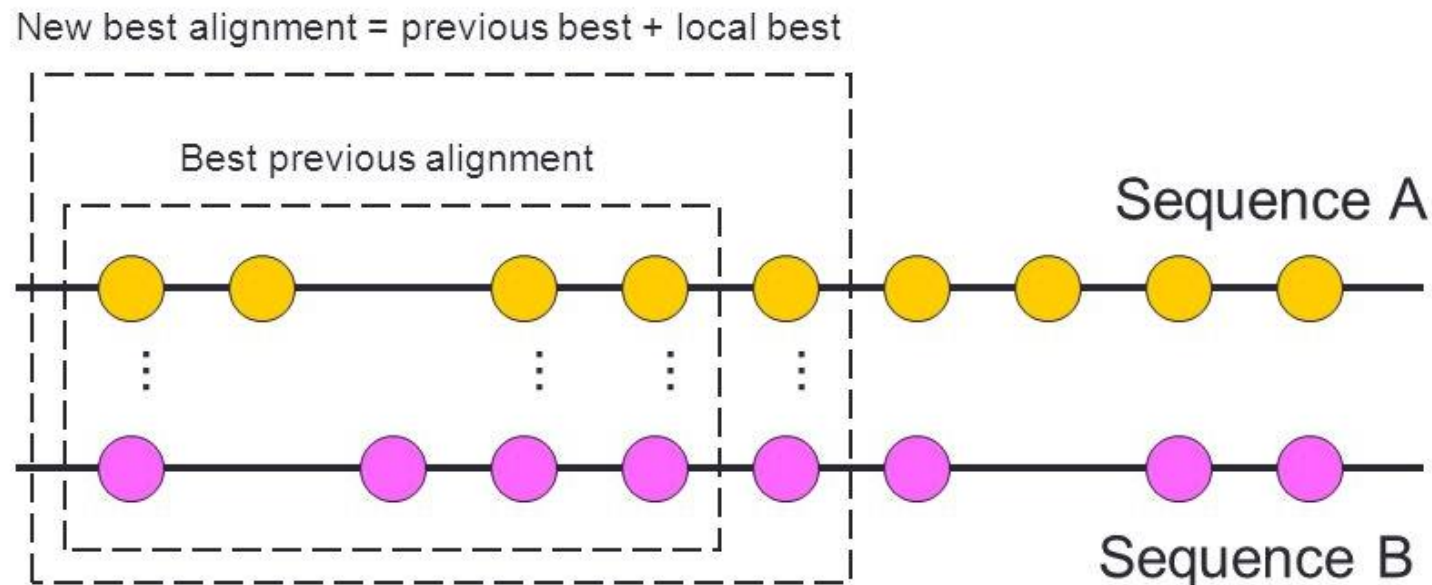 New best alignment = previous best + local best
Best previous alignment
Sequence A
Sequence B